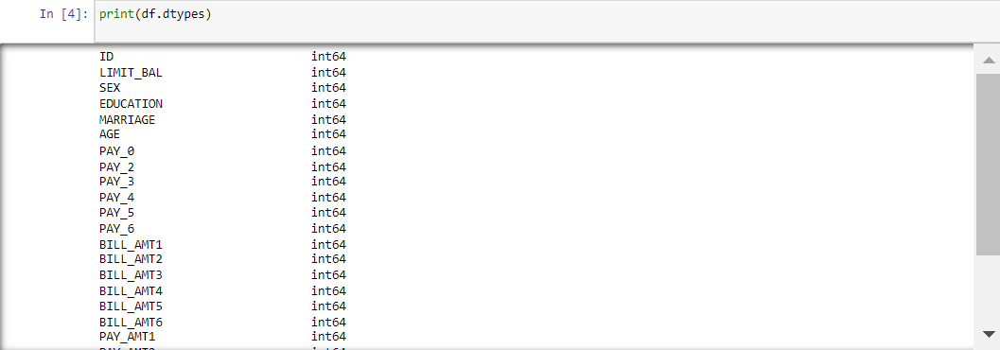 In [4]: print(df.dtypes)
ID int64
LIMIT_BAL int64
SEX int64
EDUCATION int64
MARRIAGE int64
AGE int64
PAY_0 int64
PAY_2 int64
PAY_3 int64
PAY_4 int64
PAY_5 int64
PAY_6 int64
BILL_AMT1 int64
BILL_AMT2 int64
BILL_AMT3 int64
BILL_AMT4 int64
BILL_AMT5 int64
BILL_AMT6 int64
PAY_AMT1 int64